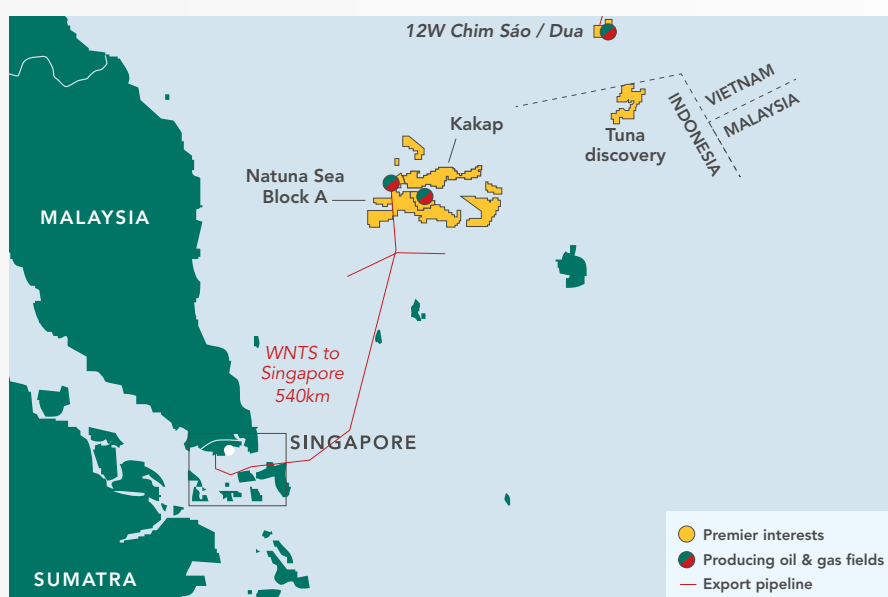 12W Chim Sáo / Dua
VIETNAM
MALAYSIA
INDONESIA
Tuna
discovery
Kakap
Natuna Sea
Block A
MALAYSIA
WNTS to
Singapore
540km
SINGAPORE
SUMATRA
Premier interests
Producing oil & gas fields
Export pipeline